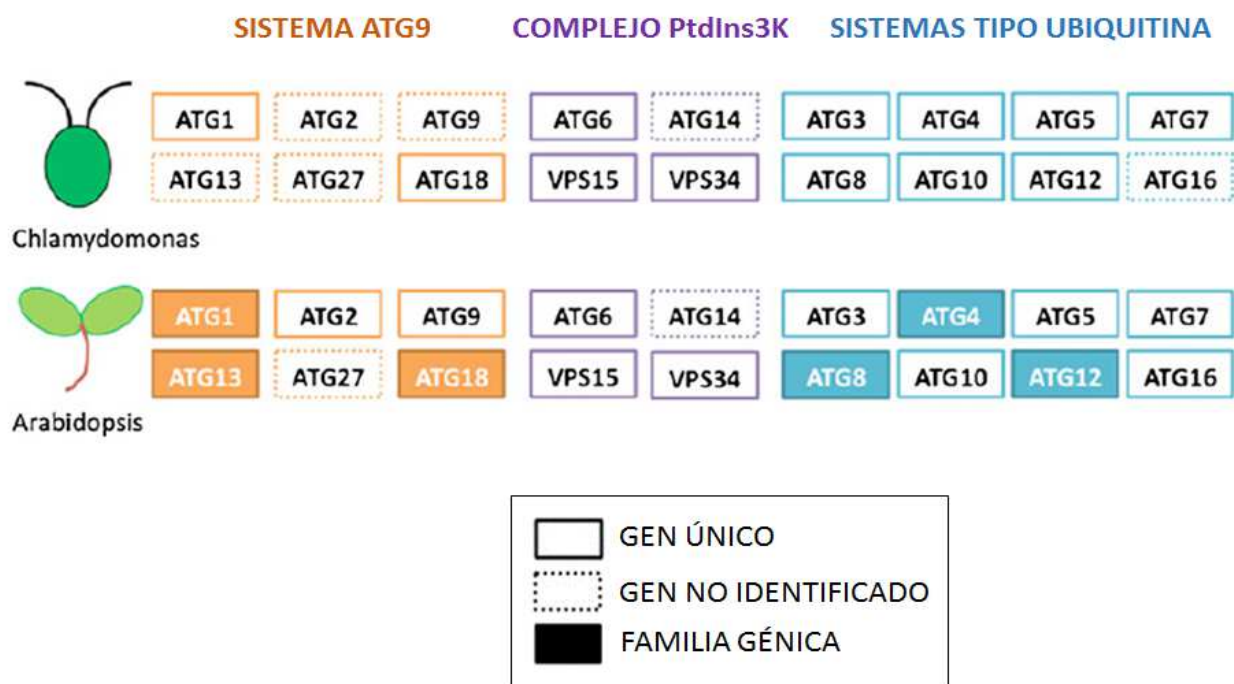 SISTEMA ATG9 COMPLEJO PtdIns3K SISTEMAS TIPO UBIQUITINA
ATG1 ATG2 ATG9 ATG6 ATG14 ATG3 ATG4 ATG5 ATG7
ATG13 ATG27 ATG18 VPS15 VPS34 ATG8 ATG10 ATG12 ATG16
Chlamydomonas
ATG1 ATG2 ATG9 ATG6 ATG14 ATG3 ATG4 ATG5 ATG7
ATG13 ATG27 ATG18 VPS15 VPS34 ATG8 ATG10 ATG12 ATG16
Arabidopsis
GEN ÚNICO
GEN NO IDENTIFICADO
FAMILIA GÉNICA